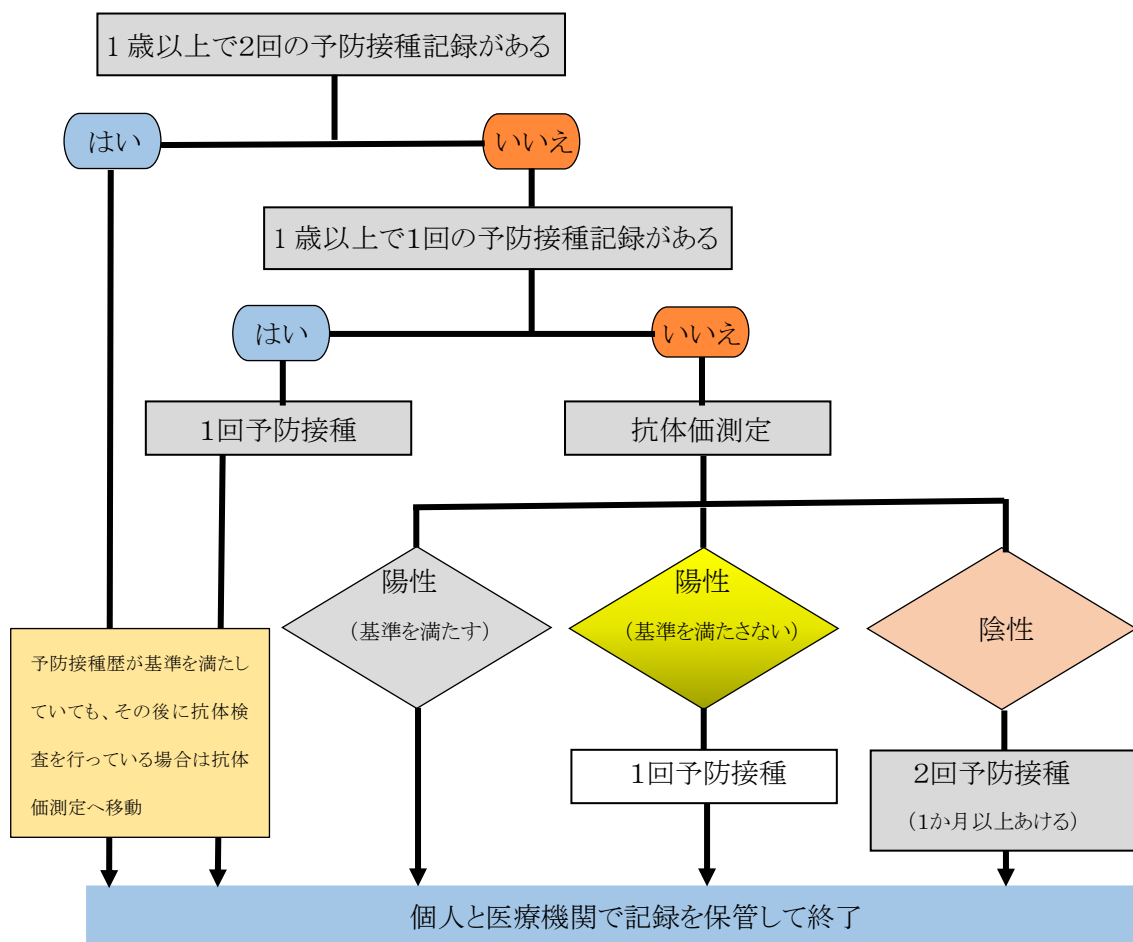 1歳以上で2回の予防接種記録がある
はい
いいえ
1歳以上で1回の予防接種記録がある
はい
いいえ
1回予防接種
抗体価測定
陽性
(基準を満たす)
陽性
(基準を満たさない)
陰性
予防接種歴が基準を満たし
ていても、その後に抗体検
査を行っている場合は抗体
価測定へ移動
1回予防接種
2回予防接種
(1か月以上あける)
個人と医療機関で記録を保管して終了